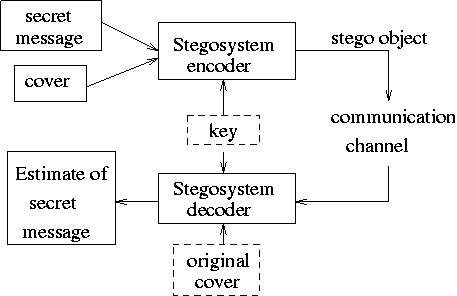 secret
message
Stegosystem
encoder
stego object
cover
communication
channel
key
Estimate of
secret
message
Stegosystem
decoder
original
cover